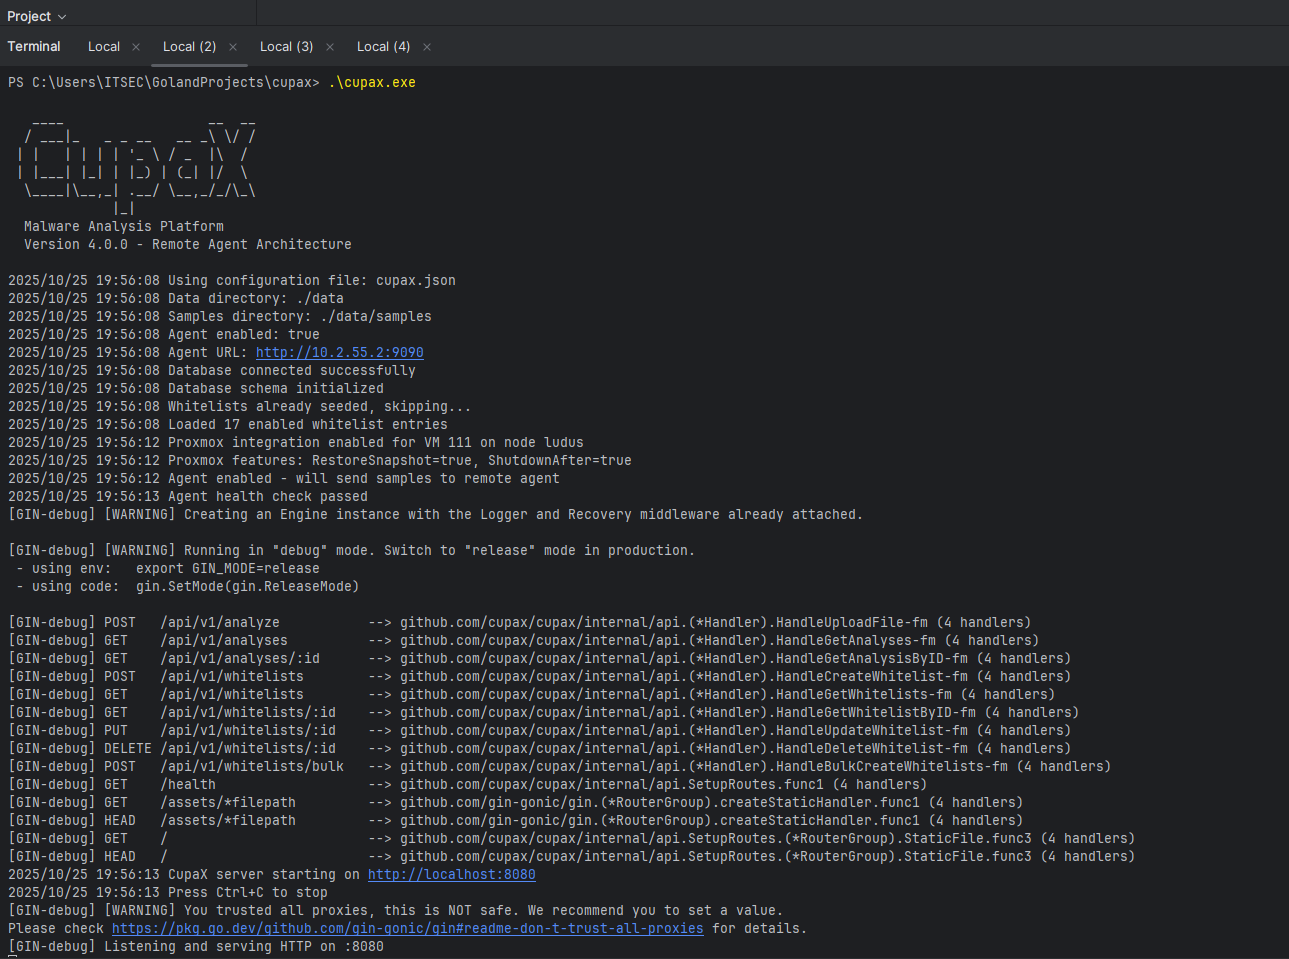 Project
Terminal Local × Local (2) × Local (3) × Local (4) ×
PS C:\Users\ITSEC\GolandProjects\cupax> .\cupax.exe
   ____                  __  __
  / ___|_   _ _ __   __ _\ \/ /
 | |   | | | | '_ \ / _  |\  /
 | |___| |_| | |_) | (_| |/  \
  \____|\__,_| .__/ \__,_/_/\_\
             |_|
  Malware Analysis Platform
  Version 4.0.0 - Remote Agent Architecture
2025/10/25 19:56:08 Using configuration file: cupax.json
2025/10/25 19:56:08 Data directory: ./data
2025/10/25 19:56:08 Samples directory: ./data/samples
2025/10/25 19:56:08 Agent enabled: true
2025/10/25 19:56:08 Agent URL: http://10.2.55.2:9090
2025/10/25 19:56:08 Database connected successfully
2025/10/25 19:56:08 Database schema initialized
2025/10/25 19:56:08 Whitelists already seeded, skipping...
2025/10/25 19:56:08 Loaded 17 enabled whitelist entries
2025/10/25 19:56:12 Proxmox integration enabled for VM 111 on node ludus
2025/10/25 19:56:12 Proxmox features: RestoreSnapshot=true, ShutdownAfter=true
2025/10/25 19:56:12 Agent enabled - will send samples to remote agent
2025/10/25 19:56:13 Agent health check passed
[GIN-debug] [WARNING] Creating an Engine instance with the Logger and Recovery middleware already attached.
[GIN-debug] [WARNING] Running in "debug" mode. Switch to "release" mode in production.
 - using env:   export GIN_MODE=release
 - using code:  gin.SetMode(gin.ReleaseMode)
[GIN-debug] POST   /api/v1/analyze           --> github.com/cupax/cupax/internal/api.(*Handler).HandleUploadFile-fm (4 handlers)
[GIN-debug] GET    /api/v1/analyses          --> github.com/cupax/cupax/internal/api.(*Handler).HandleGetAnalyses-fm (4 handlers)
[GIN-debug] GET    /api/v1/analyses/:id      --> github.com/cupax/cupax/internal/api.(*Handler).HandleGetAnalysisByID-fm (4 handlers)
[GIN-debug] POST   /api/v1/whitelists        --> github.com/cupax/cupax/internal/api.(*Handler).HandleCreateWhitelist-fm (4 handlers)
[GIN-debug] GET    /api/v1/whitelists        --> github.com/cupax/cupax/internal/api.(*Handler).HandleGetWhitelists-fm (4 handlers)
[GIN-debug] GET    /api/v1/whitelists/:id    --> github.com/cupax/cupax/internal/api.(*Handler).HandleGetWhitelistByID-fm (4 handlers)
[GIN-debug] PUT    /api/v1/whitelists/:id    --> github.com/cupax/cupax/internal/api.(*Handler).HandleUpdateWhitelist-fm (4 handlers)
[GIN-debug] DELETE /api/v1/whitelists/:id    --> github.com/cupax/cupax/internal/api.(*Handler).HandleDeleteWhitelist-fm (4 handlers)
[GIN-debug] POST   /api/v1/whitelists/bulk   --> github.com/cupax/cupax/internal/api.(*Handler).HandleBulkCreateWhitelists-fm (4 handlers)
[GIN-debug] GET    /health                   --> github.com/cupax/cupax/internal/api.SetupRoutes.func1 (4 handlers)
[GIN-debug] GET    /assets/*filepath         --> github.com/gin-gonic/gin.(*RouterGroup).createStaticHandler.func1 (4 handlers)
[GIN-debug] HEAD   /assets/*filepath         --> github.com/gin-gonic/gin.(*RouterGroup).createStaticHandler.func1 (4 handlers)
[GIN-debug] GET    /                         --> github.com/cupax/cupax/internal/api.SetupRoutes.(*RouterGroup).StaticFile.func3 (4 handlers)
[GIN-debug] HEAD   /                         --> github.com/cupax/cupax/internal/api.SetupRoutes.(*RouterGroup).StaticFile.func3 (4 handlers)
2025/10/25 19:56:13 CupaX server starting on http://localhost:8080
2025/10/25 19:56:13 Press Ctrl+C to stop
[GIN-debug] [WARNING] You trusted all proxies, this is NOT safe. We recommend you to set a value.
Please check https://pkg.go.dev/github.com/gin-gonic/gin#readme-don-t-trust-all-proxies for details.
[GIN-debug] Listening and serving HTTP on :8080